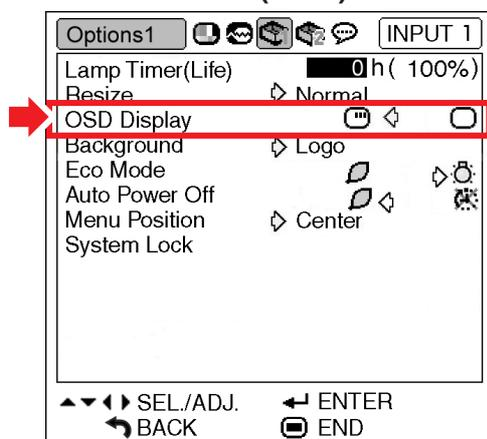 Options1 INPUT 1
Lamp Timer(Life) 0 h ( 100%)
Resize Normal
OSD Display
Background Logo
Eco Mode
Auto Power Off
Menu Position Center
System Lock
SEL./ADJ. ENTER
BACK END